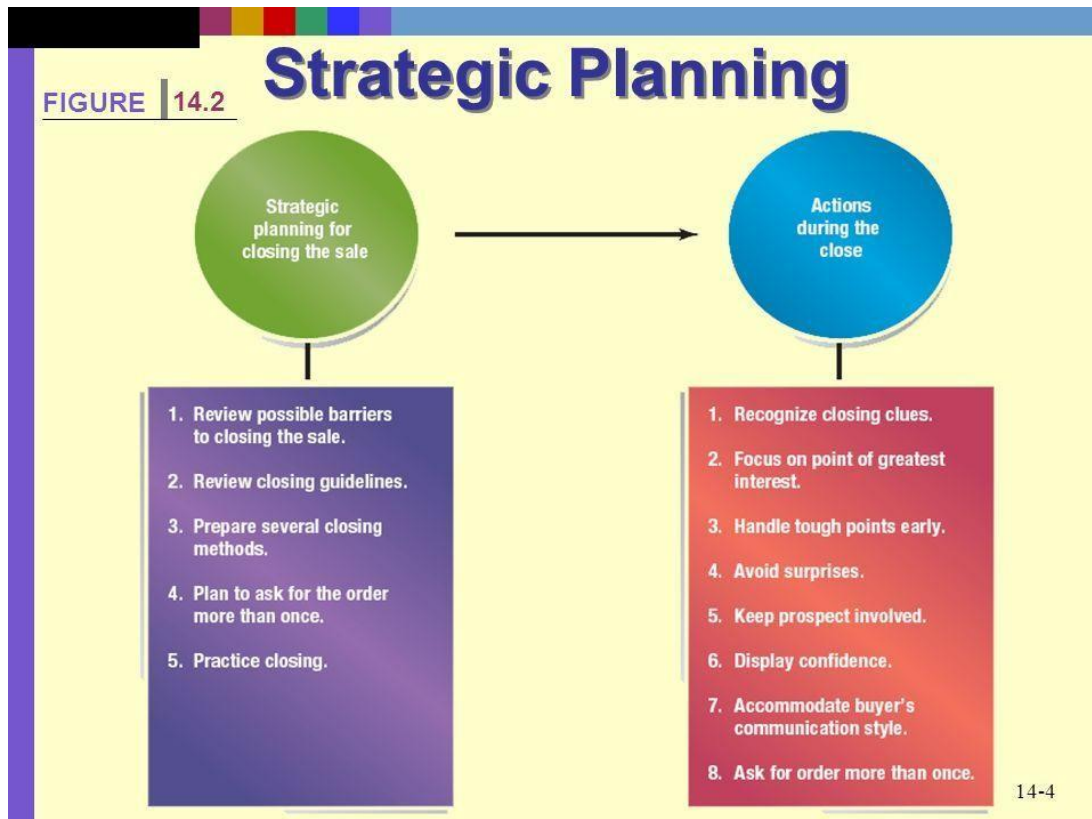 Strategic Planning
FIGURE 14.2
Strategic
planning for
closing the sale
Actions
during the
close
1. Review possible barriers
to closing the sale.
2. Review closing guidelines.
3. Prepare several closing
methods.
4. Plan to ask for the order
more than once.
5. Practice closing.
1. Recognize closing clues.
2. Focus on point of greatest
interest.
3. Handle tough points early.
4. Avoid surprises.
5. Keep prospect involved.
6. Display confidence.
7. Accommodate buyer's
communication style.
8. Ask for order more than once.
14-4